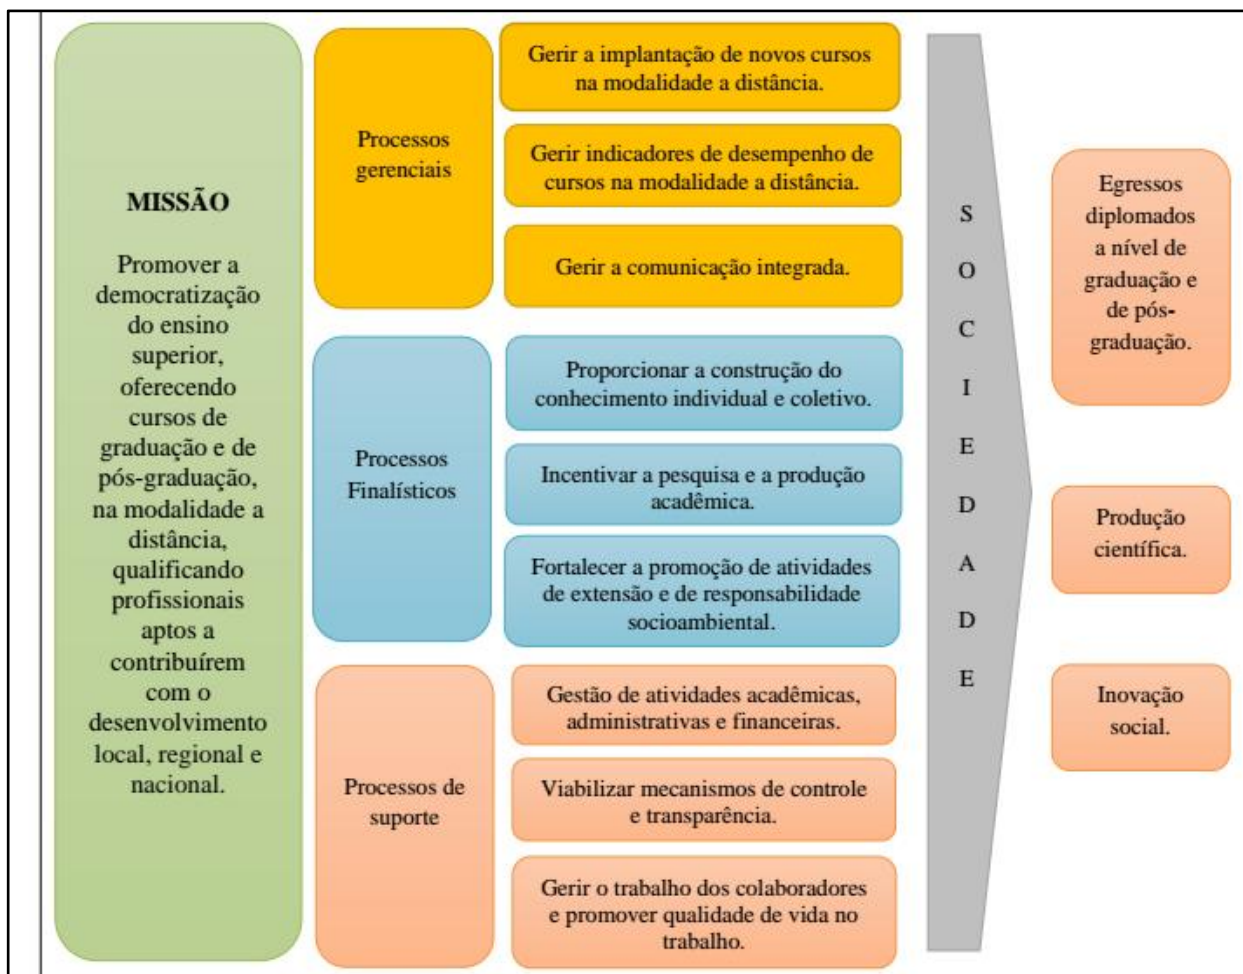 MISSÃO
Promover a
democratização
do ensino
superior,
oferecendo
cursos de
graduação e de
pós-graduação,
na modalidade a
distância,
qualificando
profissionais
aptos a
contribuírem
com o
desenvolvimento
local, regional e
nacional.
Processos
gerenciais
Gerir a implantação de novos cursos
na modalidade a distância.
Gerir indicadores de desempenho de
cursos na modalidade a distância.
Gerir a comunicação integrada.
Processos
Finalísticos
Proporcionar a construção do
conhecimento individual e coletivo.
Incentivar a pesquisa e a produção
acadêmica.
Fortalecer a promoção de atividades
de extensão e de responsabilidade
socioambiental.
Processos de
suporte
Gestão de atividades acadêmicas,
administrativas e financeiras.
Viabilizar mecanismos de controle
e transparência.
Gerir o trabalho dos colaboradores
e promover qualidade de vida no
trabalho.
S
O
C
I
E
D
A
D
E
Egressos
diplomados
a nível de
graduação e
de pós-
graduação.
Produção
científica.
Inovação
social.